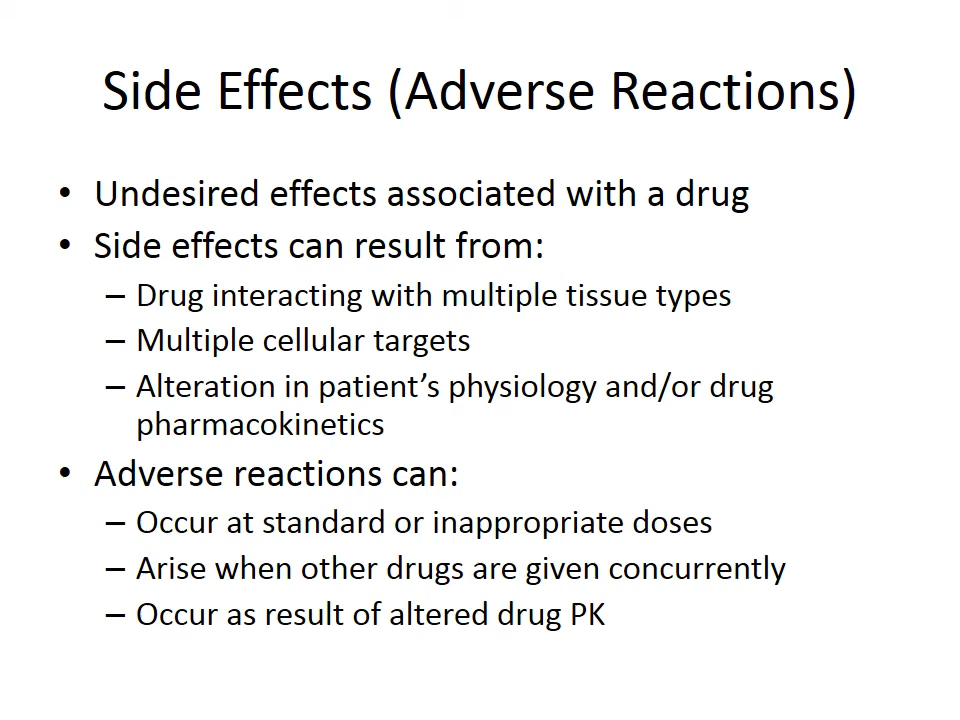 Side Effects (Adverse Reactions)
• Undesired effects associated with a drug
• Side effects can result from:
– Drug interacting with multiple tissue types
– Multiple cellular targets
– Alteration in patient’s physiology and/or drug
pharmacokinetics
• Adverse reactions can:
– Occur at standard or inappropriate doses
– Arise when other drugs are given concurrently
– Occur as result of altered drug PK